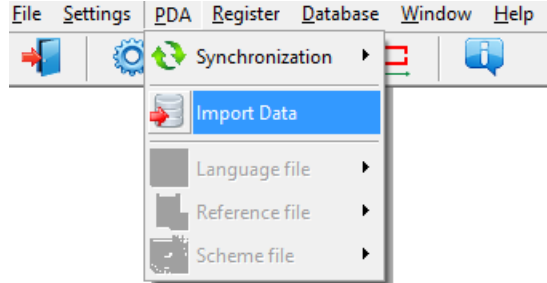 File Settings PDA Register Database Window Help
Synchronization
Import Data
Language file
Reference file
Scheme file